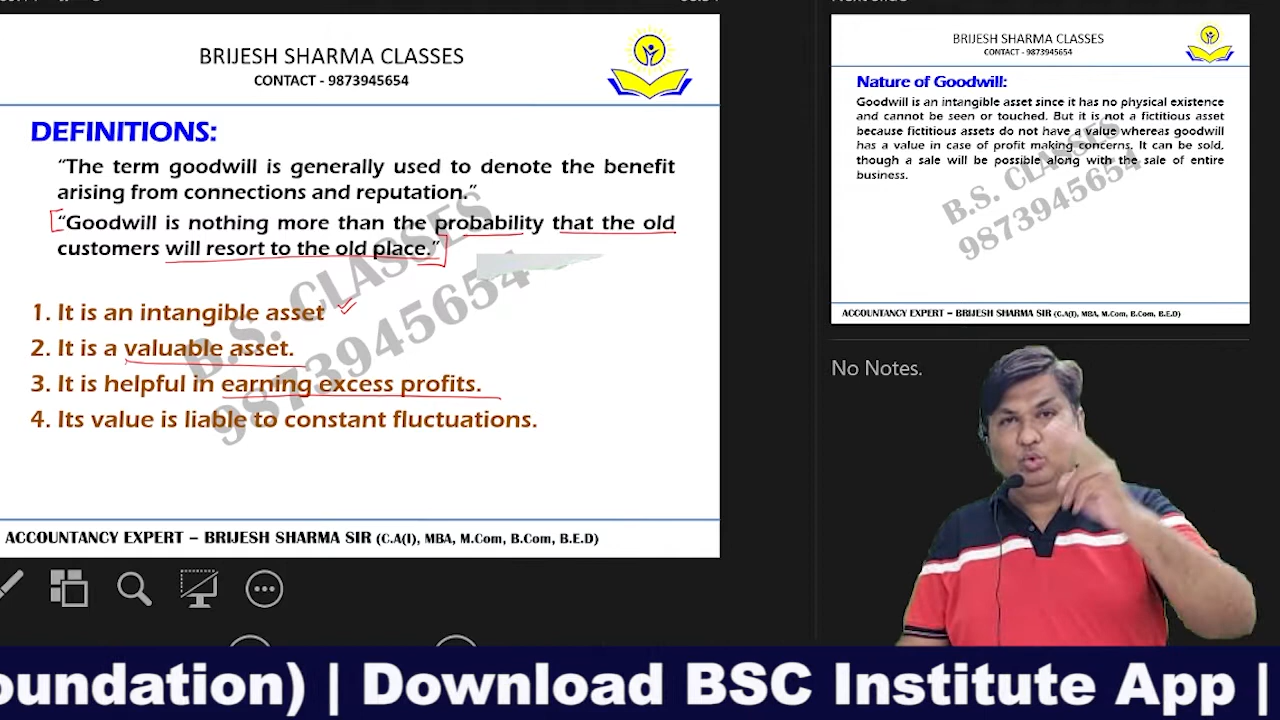 BRIJESH SHARMA CLASSES
CONTACT - 9873945654
DEFINITIONS:
“The term goodwill is generally used to denote the benefit
arising from connections and reputation.”
“Goodwill is nothing more than the probability that the old
customers will resort to the old place.”
1. It is an intangible asset
2. It is a valuable asset.
3. It is helpful in earning excess profits.
4. Its value is liable to constant fluctuations.
B.S. CLASSES
9873945654
ACCOUNTANCY EXPERT – BRIJESH SHARMA SIR (C.A(I), MBA, M.Com, B.Com, B.E.D)
Next slide
BRIJESH SHARMA CLASSES
CONTACT - 9873945654
Nature of Goodwill:
Goodwill is an intangible asset since it has no physical existence
and cannot be seen or touched. But it is not a fictitious asset
because fictitious assets do not have a value whereas goodwill
has a value in case of profit making concerns. It can be sold,
though a sale will be possible along with the sale of entire
business.
B.S. CLASSES
9873945654
ACCOUNTANCY EXPERT – BRIJESH SHARMA SIR (C.A(I), MBA, M.Com, B.Com, B.E.D)
No Notes.
oundation) | Download BSC Institute App |